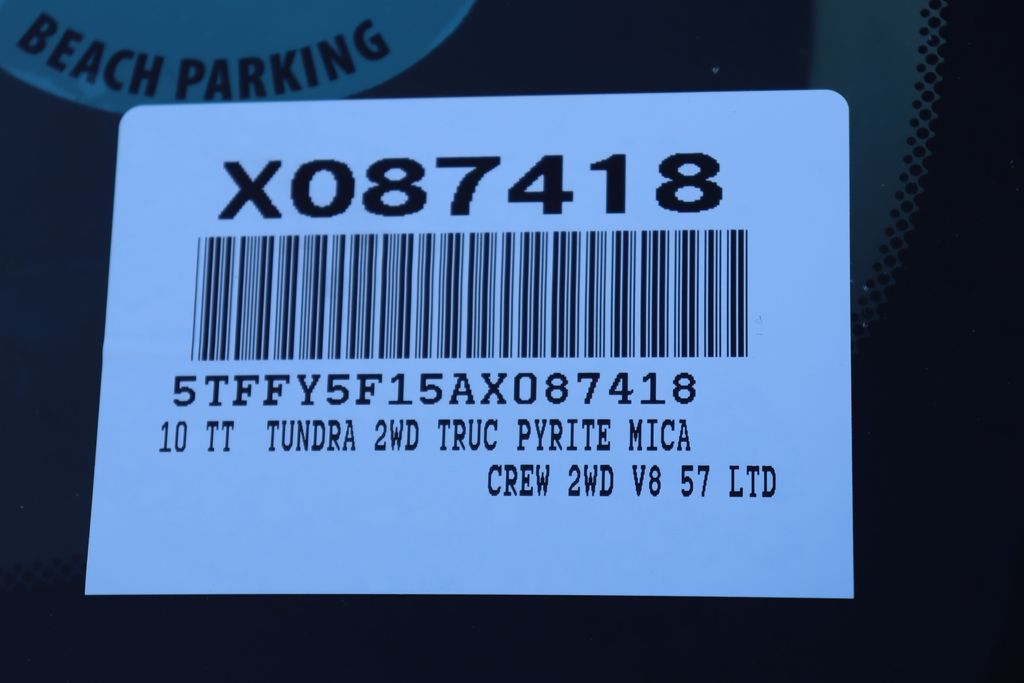 BEACH PARKING
X087418
5TFFY5F15AX087418
10 TT TUNDRA 2WD TRUC PYRITE MICA
CREW 2WD V8 57 LTD